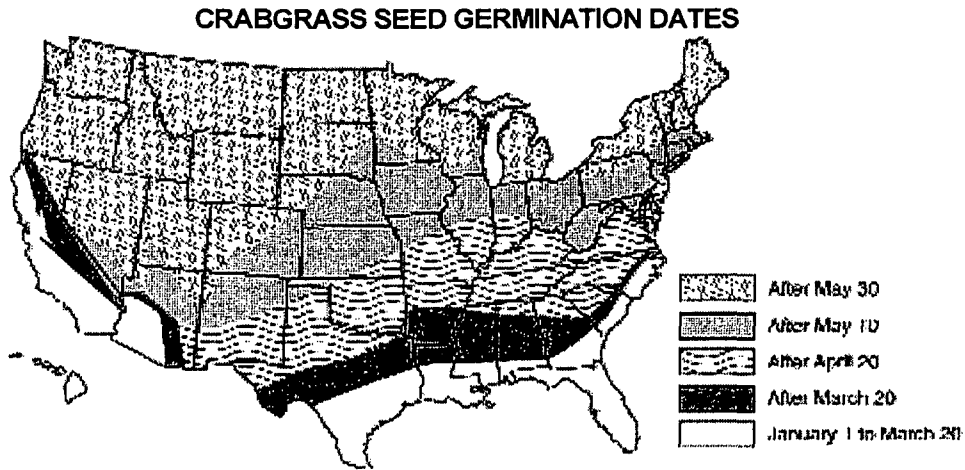 CRABGRASS SEED GERMINATION DATES
After May 30
After May 10
After April 20
After March 20
January 1 to March 20